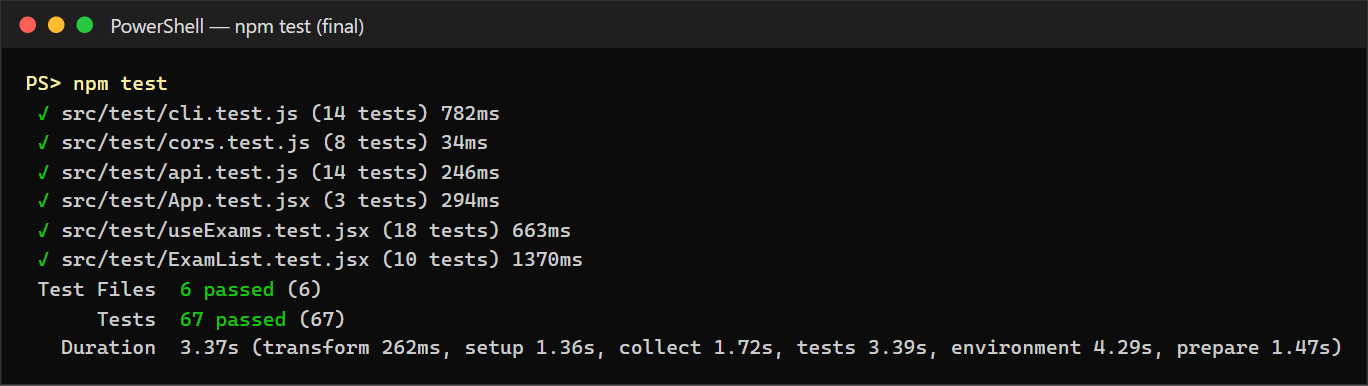 PowerShell — npm test (final)
PS> npm test
✓ src/test/cli.test.js (14 tests) 782ms
✓ src/test/cors.test.js (8 tests) 34ms
✓ src/test/api.test.js (14 tests) 246ms
✓ src/test/App.test.jsx (3 tests) 294ms
✓ src/test/useExams.test.jsx (18 tests) 663ms
✓ src/test/ExamList.test.jsx (10 tests) 1370ms
Test Files  6 passed (6)
Tests  67 passed (67)
Duration  3.37s (transform 262ms, setup 1.36s, collect 1.72s, tests 3.39s, environment 4.29s, prepare 1.47s)